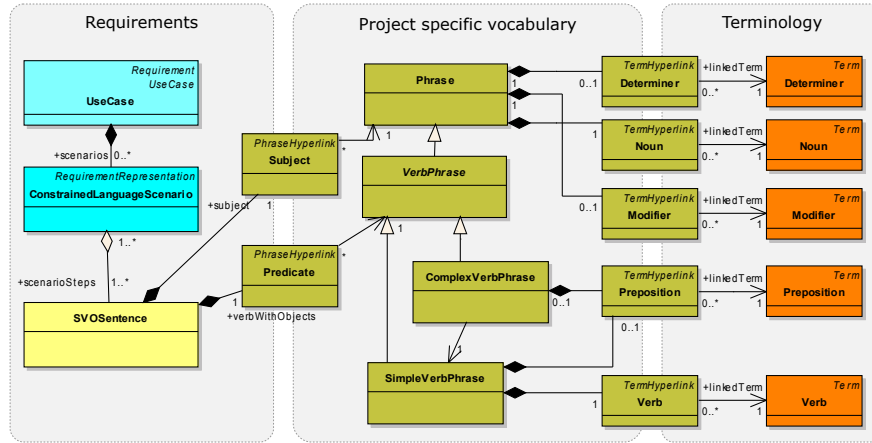 Requirements
Project specific vocabulary
Terminology
Requirement
UseCase
UseCase
+scenarios
0..*
RequirementRepresentation
ConstrainedLanguageScenario
1..*
+scenarioSteps
1..*
SVOSentence
+subject
1
1
+verbWithObjects
PhraseHyperlink
Subject
*
1
PhraseHyperlink
Predicate
*
Phrase
1
1
VerbPhrase
ComplexVerbPhrase
0..1
1
SimpleVerbPhrase
0..1
TermHyperlink
Determiner
0..1
+linkedTerm
0..*
1
Term
Determiner
TermHyperlink
Noun
1
+linkedTerm
0..*
1
Term
Noun
TermHyperlink
Modifier
0..1
+linkedTerm
0..*
1
Term
Modifier
TermHyperlink
Preposition
+linkedTerm
0..*
1
Term
Preposition
TermHyperlink
Verb
1
+linkedTerm
0..*
1
Term
Verb